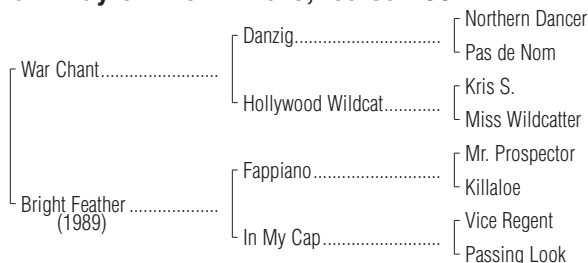 Northern Dancer
Danzig
Pas de Nom
War Chant
Kris S.
Hollywood Wildcat
Miss Wildcatter
Mr. Prospector
Fappiano
Killaloe
Bright Feather
(1989)
Vice Regent
In My Cap
Passing Look